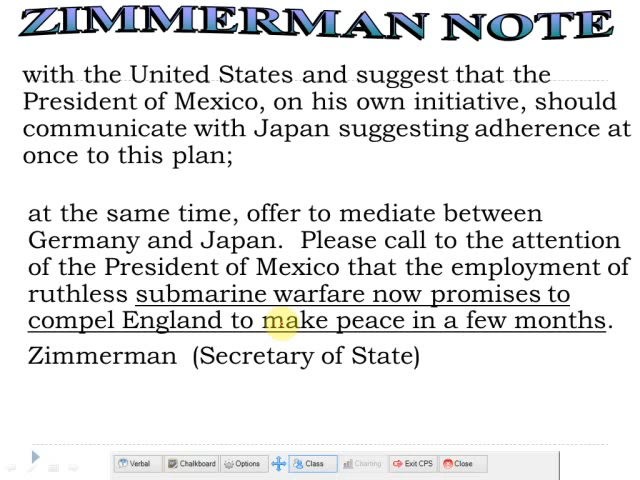 ZIMMERMAN NOTE
with the United States and suggest that the
President of Mexico, on his own initiative, should
communicate with Japan suggesting adherence at
once to this plan;
at the same time, offer to mediate between
Germany and Japan.  Please call to the attention
of the President of Mexico that the employment of
ruthless submarine warfare now promises to
compel England to make peace in a few months.
Zimmerman  (Secretary of State)
Verbal Chalkboard Options Class Charting Exit CPS Close